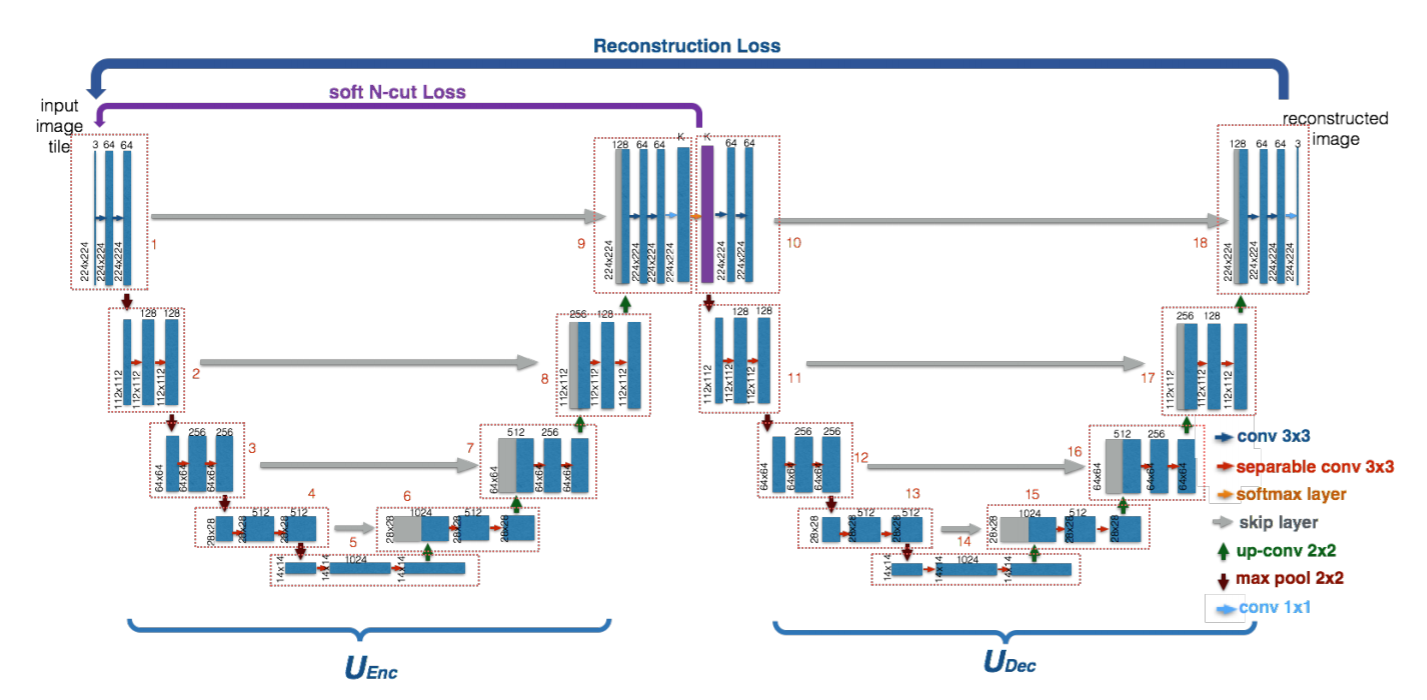 Reconstruction Loss
soft N-cut Loss
input
image
tile
reconstructed
image
3 64 64
224x224 224x224 224x224
1
128 64 64 K
224x224 224x224 224x224 224x224
9
K 64 64
224x224 224x224
10
128 64 64 3
224x224 224x224 224x224 224x224
18
128 128
112x112 112x112 112x112
2
256 128
112x112 112x112 112x112
8
128 128
112x112 112x112 112x112
11
256 128
112x112 112x112 112x112
17
256 256
64x64 64x64 64x64
3
512 256
64x64 64x64 64x64
7
256 256
64x64 64x64 64x64
12
512 256
64x64 64x64 64x64
16
4
512 512
28x28 28x28 28x28
6
1024 512
28x28 28x28 28x28
13
512 512
28x28 28x28 28x28
15
1024 512
28x28 28x28 28x28
5
1024
14x14 14x14 14x14
14
1024
14x14 14x14 14x14
conv 3x3
separable conv 3x3
softmax layer
skip layer
up-conv 2x2
max pool 2x2
conv 1x1
UEnc
UDec